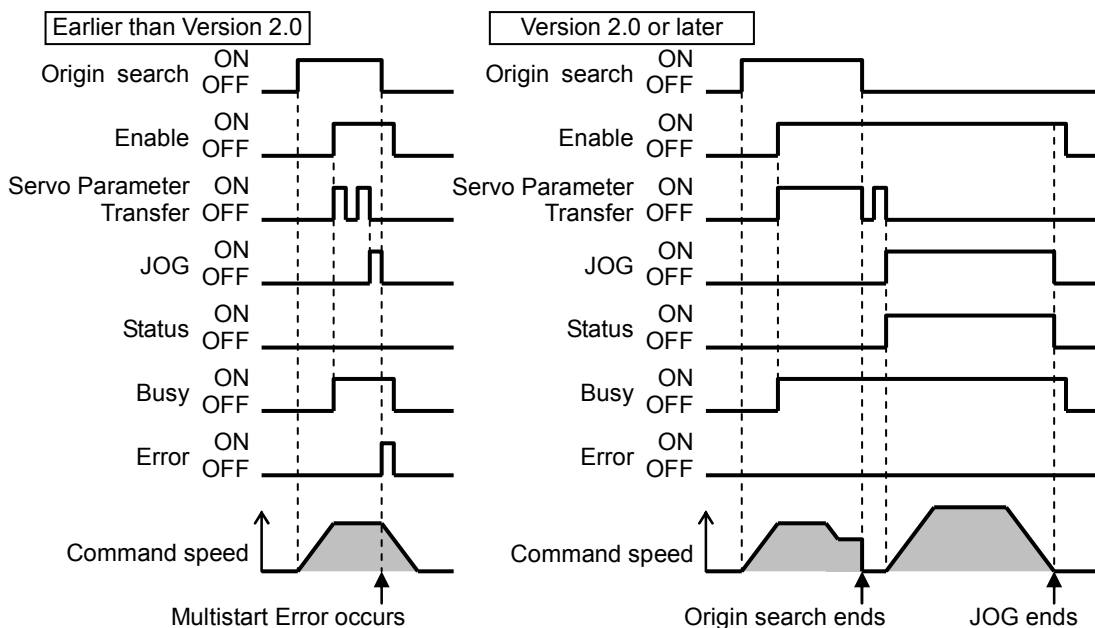 Earlier than Version 2.0
Origin search ON
OFF
Enable ON
OFF
Servo Parameter ON
Transfer OFF
JOG ON
OFF
Status ON
OFF
Busy ON
OFF
Error ON
OFF
Command speed
Multistart Error occurs
Version 2.0 or later
Origin search ON
OFF
Enable ON
OFF
Servo Parameter ON
Transfer OFF
JOG ON
OFF
Status ON
OFF
Busy ON
OFF
Error ON
OFF
Command speed
Origin search ends
JOG ends